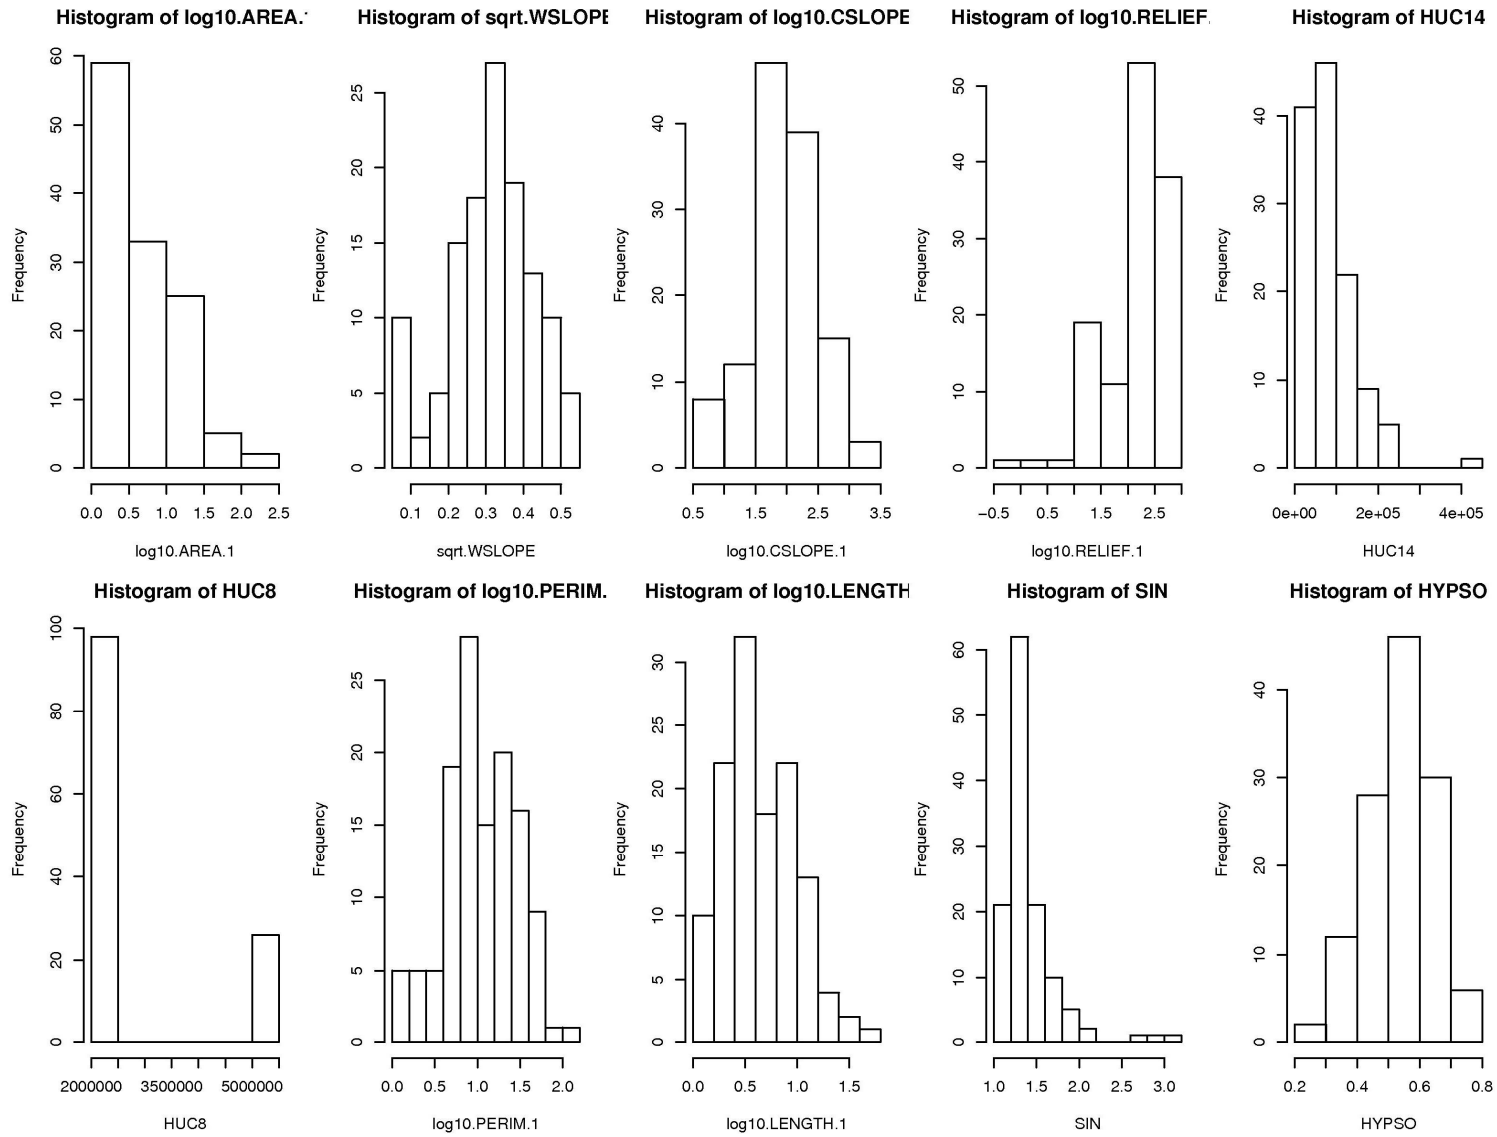 Histogram of log10.AREA.
Frequency
0 10 20 30 40 50 60
0.0 0.5 1.0 1.5 2.0 2.5
log10.AREA.1
Histogram of sqrt.WSLOPE
Frequency
0 5 10 15 20 25
0.1 0.2 0.3 0.4 0.5
sqrt.WSLOPE
Histogram of log10.CSLOPE
Frequency
0 10 20 30 40
0.5 1.5 2.5 3.5
log10.CSLOPE.1
Histogram of log10.RELIEF.
Frequency
0 10 20 30 40 50
−0.5 0.5 1.5 2.5
log10.RELIEF.1
Histogram of HUC14
Frequency
0 10 20 30 40
0e+00 2e+05 4e+05
HUC14
Histogram of HUC8
Frequency
0 20 40 60 80 100
2000000 3500000 5000000
HUC8
Histogram of log10.PERIM.
Frequency
0 5 10 15 20 25
0.0 0.5 1.0 1.5 2.0
log10.PERIM.1
Histogram of log10.LENGTH
Frequency
0 5 10 15 20 25 30
0.0 0.5 1.0 1.5
log10.LENGTH.1
Histogram of SIN
Frequency
0 10 20 30 40 50 60
1.0 1.5 2.0 2.5 3.0
SIN
Histogram of HYPSO
Frequency
0 10 20 30 40
0.2 0.4 0.6 0.8
HYPSO